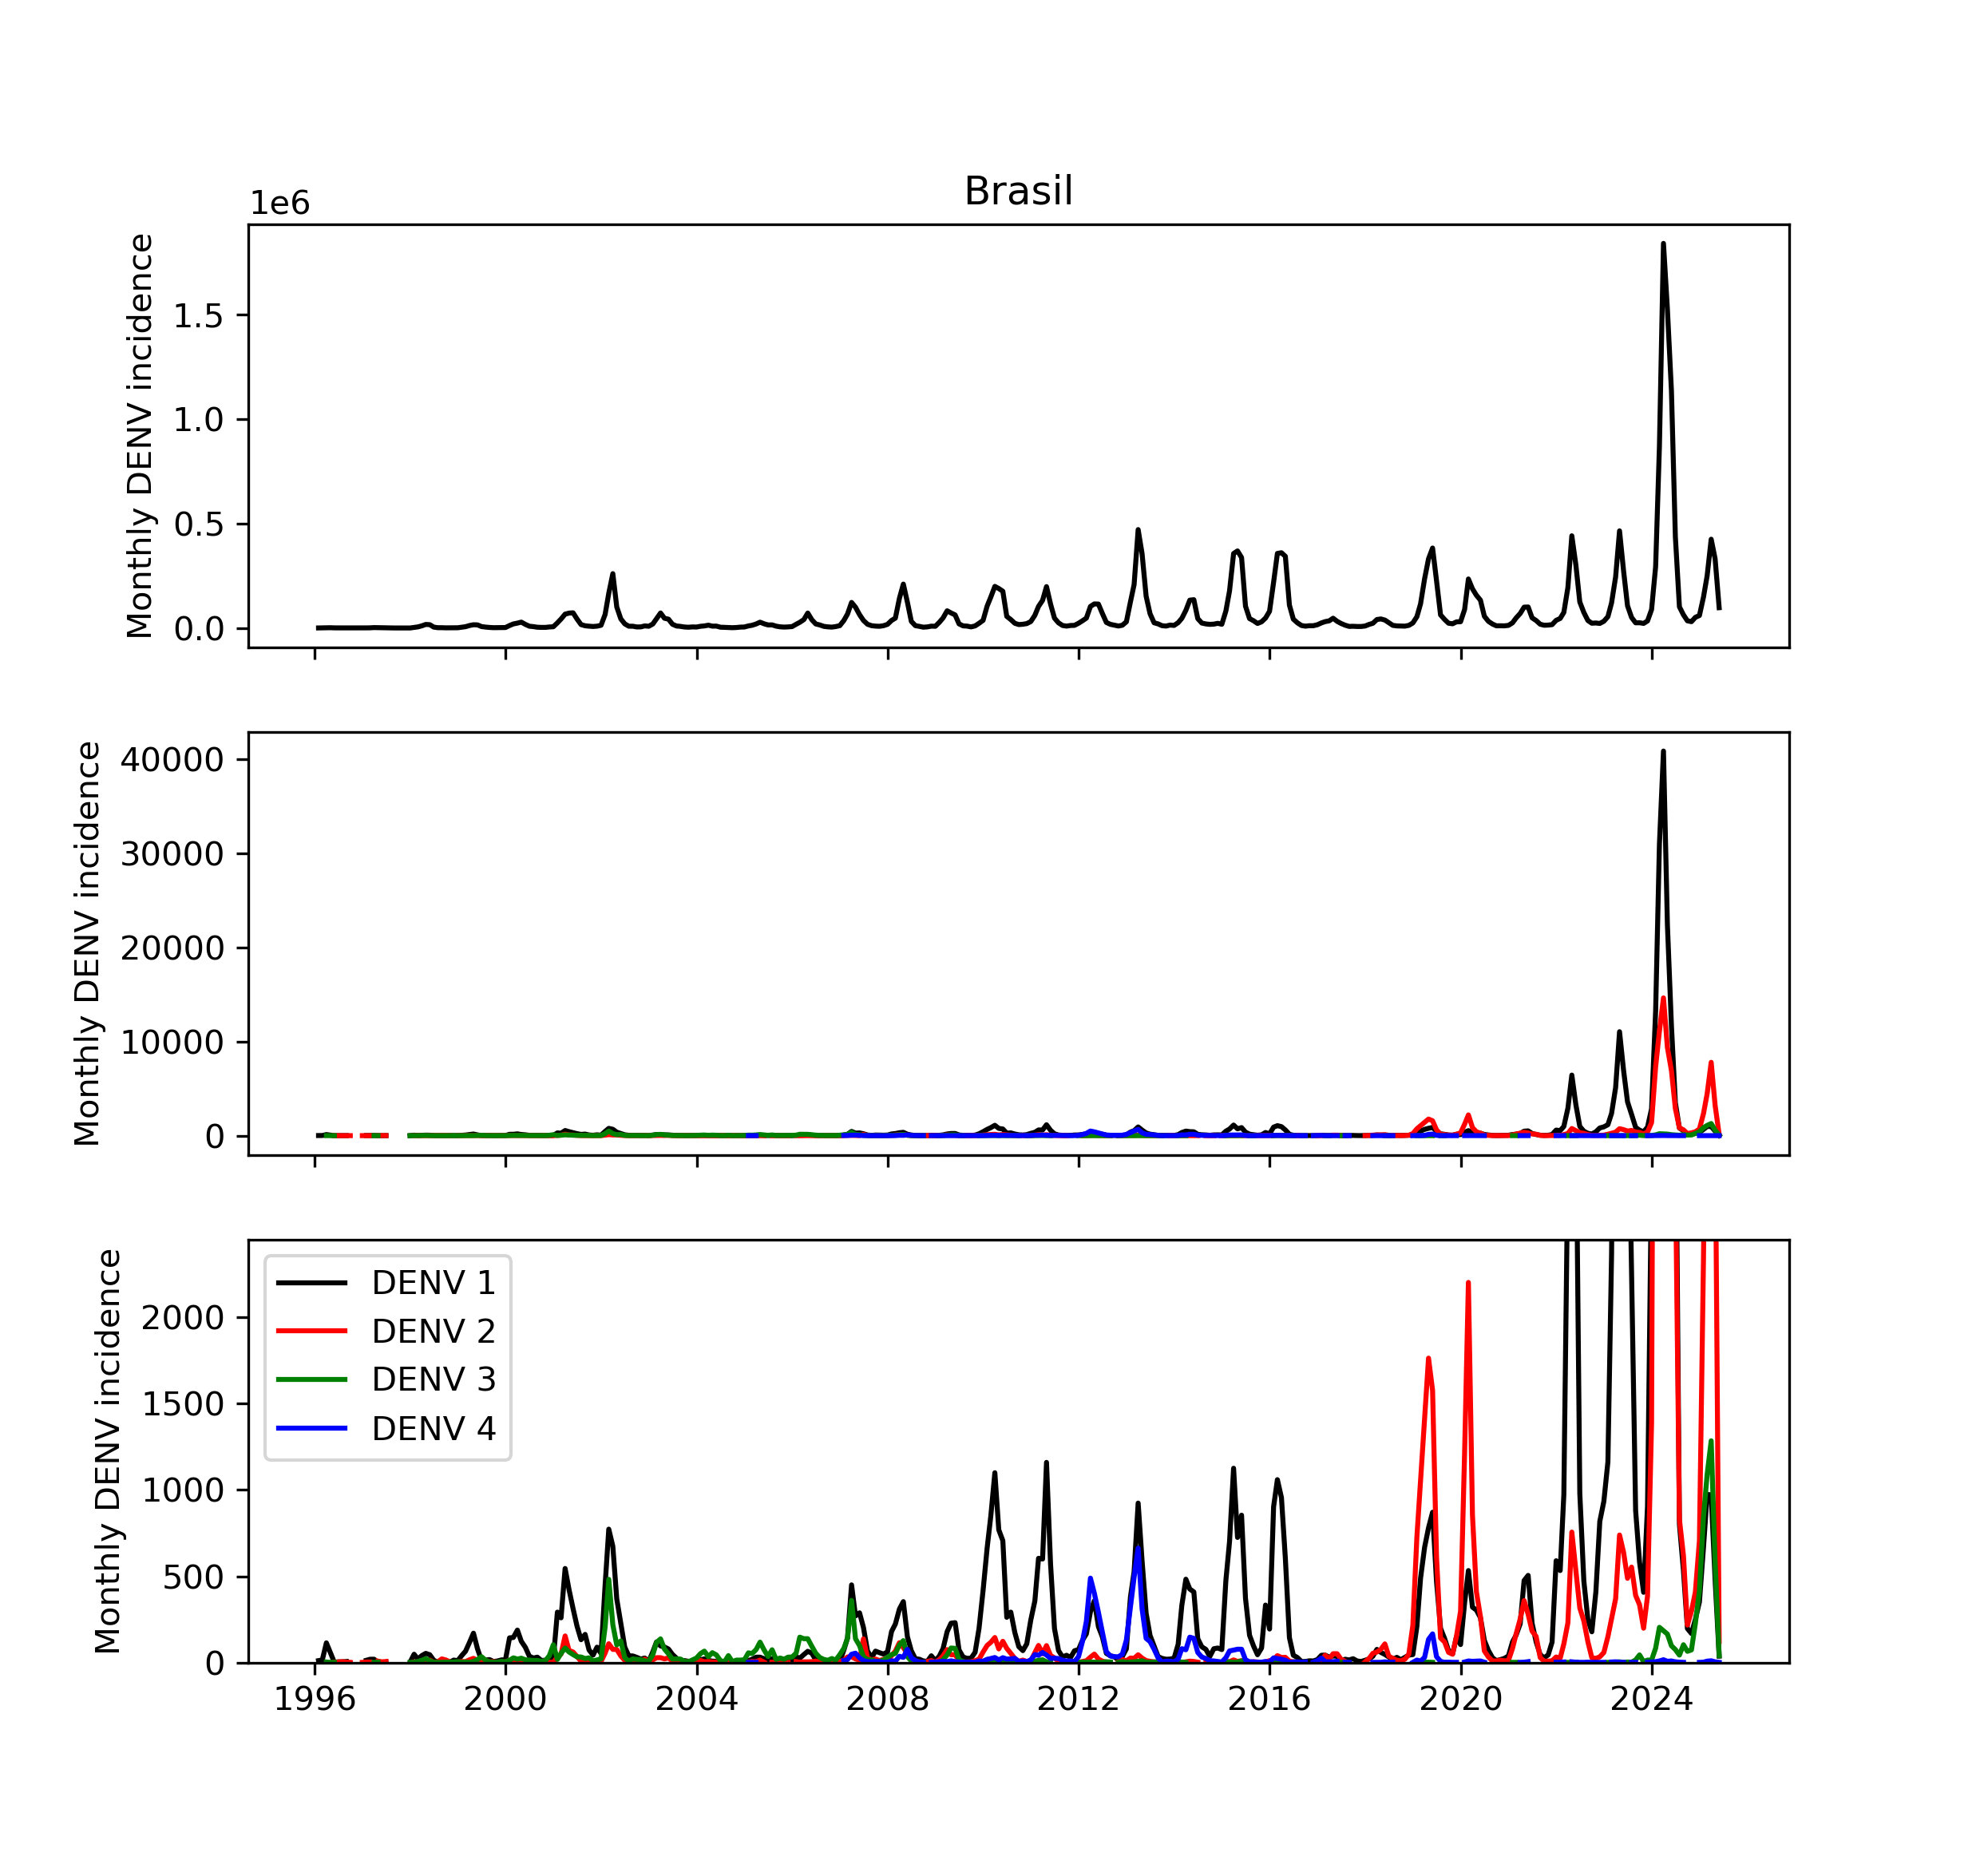 Brasil
1e6
Monthly DENV incidence
1.5
1.0
0.5
0.0
Monthly DENV incidence
40000
30000
20000
10000
0
Monthly DENV incidence
2000
1500
1000
500
0
DENV 1
DENV 2
DENV 3
DENV 4
1996 2000 2004 2008 2012 2016 2020 2024